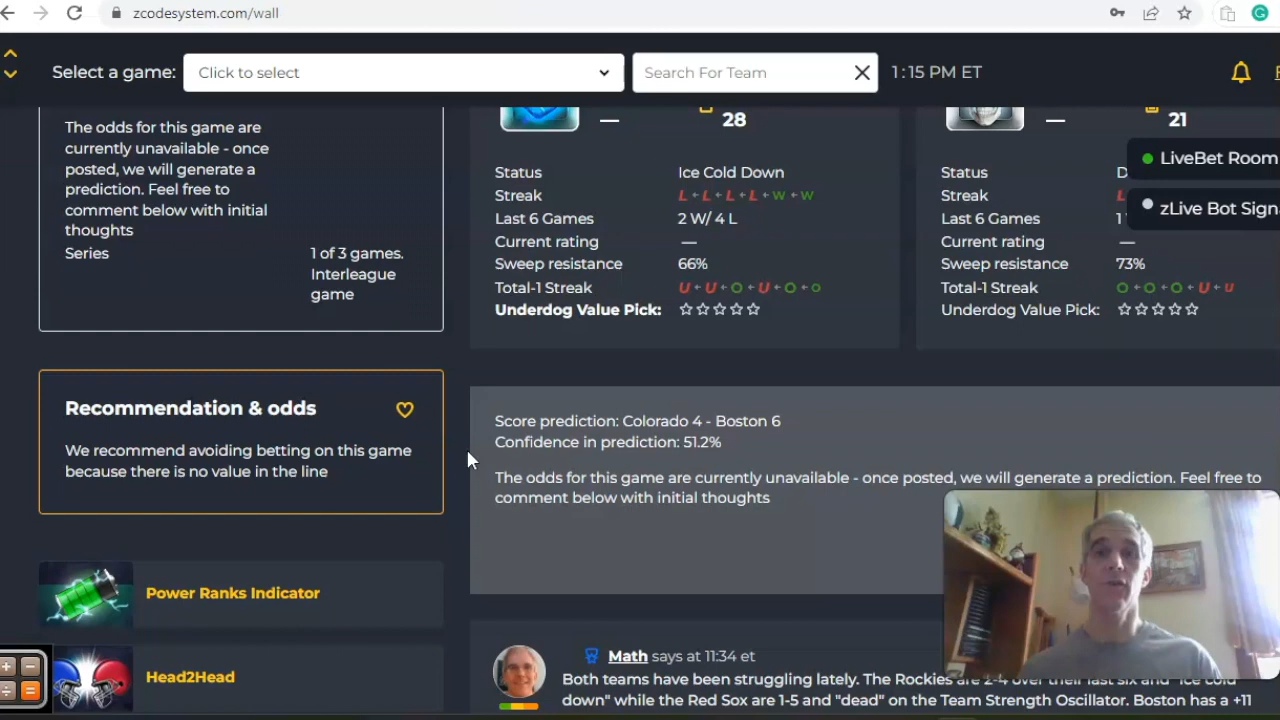 zcodesystem.com/wall
Select a game:
Click to select
Search For Team
1:15 PM ET
The odds for this game are
currently unavailable - once
posted, we will generate a
prediction. Feel free to
comment below with initial
thoughts
Series
1 of 3 games.
Interleague
game
Recommendation & odds
We recommend avoiding betting on this game
because there is no value in the line
Power Ranks Indicator
Head2Head
— 28
Status Ice Cold Down
Streak L L L L W W
Last 6 Games 2 W/ 4 L
Current rating —
Sweep resistance 66%
Total-1 Streak U U O U O O
Underdog Value Pick:
— 21
Status D
Streak L
Last 6 Games 1
Current rating —
Sweep resistance 73%
Total-1 Streak O O O U U
Underdog Value Pick:
LiveBet Room
zLive Bot Sign
Score prediction: Colorado 4 - Boston 6
Confidence in prediction: 51.2%
The odds for this game are currently unavailable - once posted, we will generate a prediction. Feel free to
comment below with initial thoughts
Math says at 11:34 et
Both teams have been struggling lately. The Rockies are 2-4 over their last six and "ice cold
down" while the Red Sox are 1-5 and "dead" on the Team Strength Oscillator. Boston has a +11